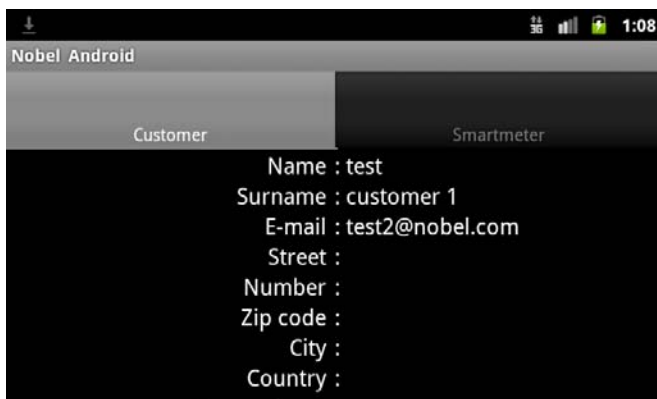 3G 1:08
Nobel Android
Customer Smartmeter
Name : test
Surname : customer 1
E-mail : test2@nobel.com
Street :
Number :
Zip code :
City :
Country :